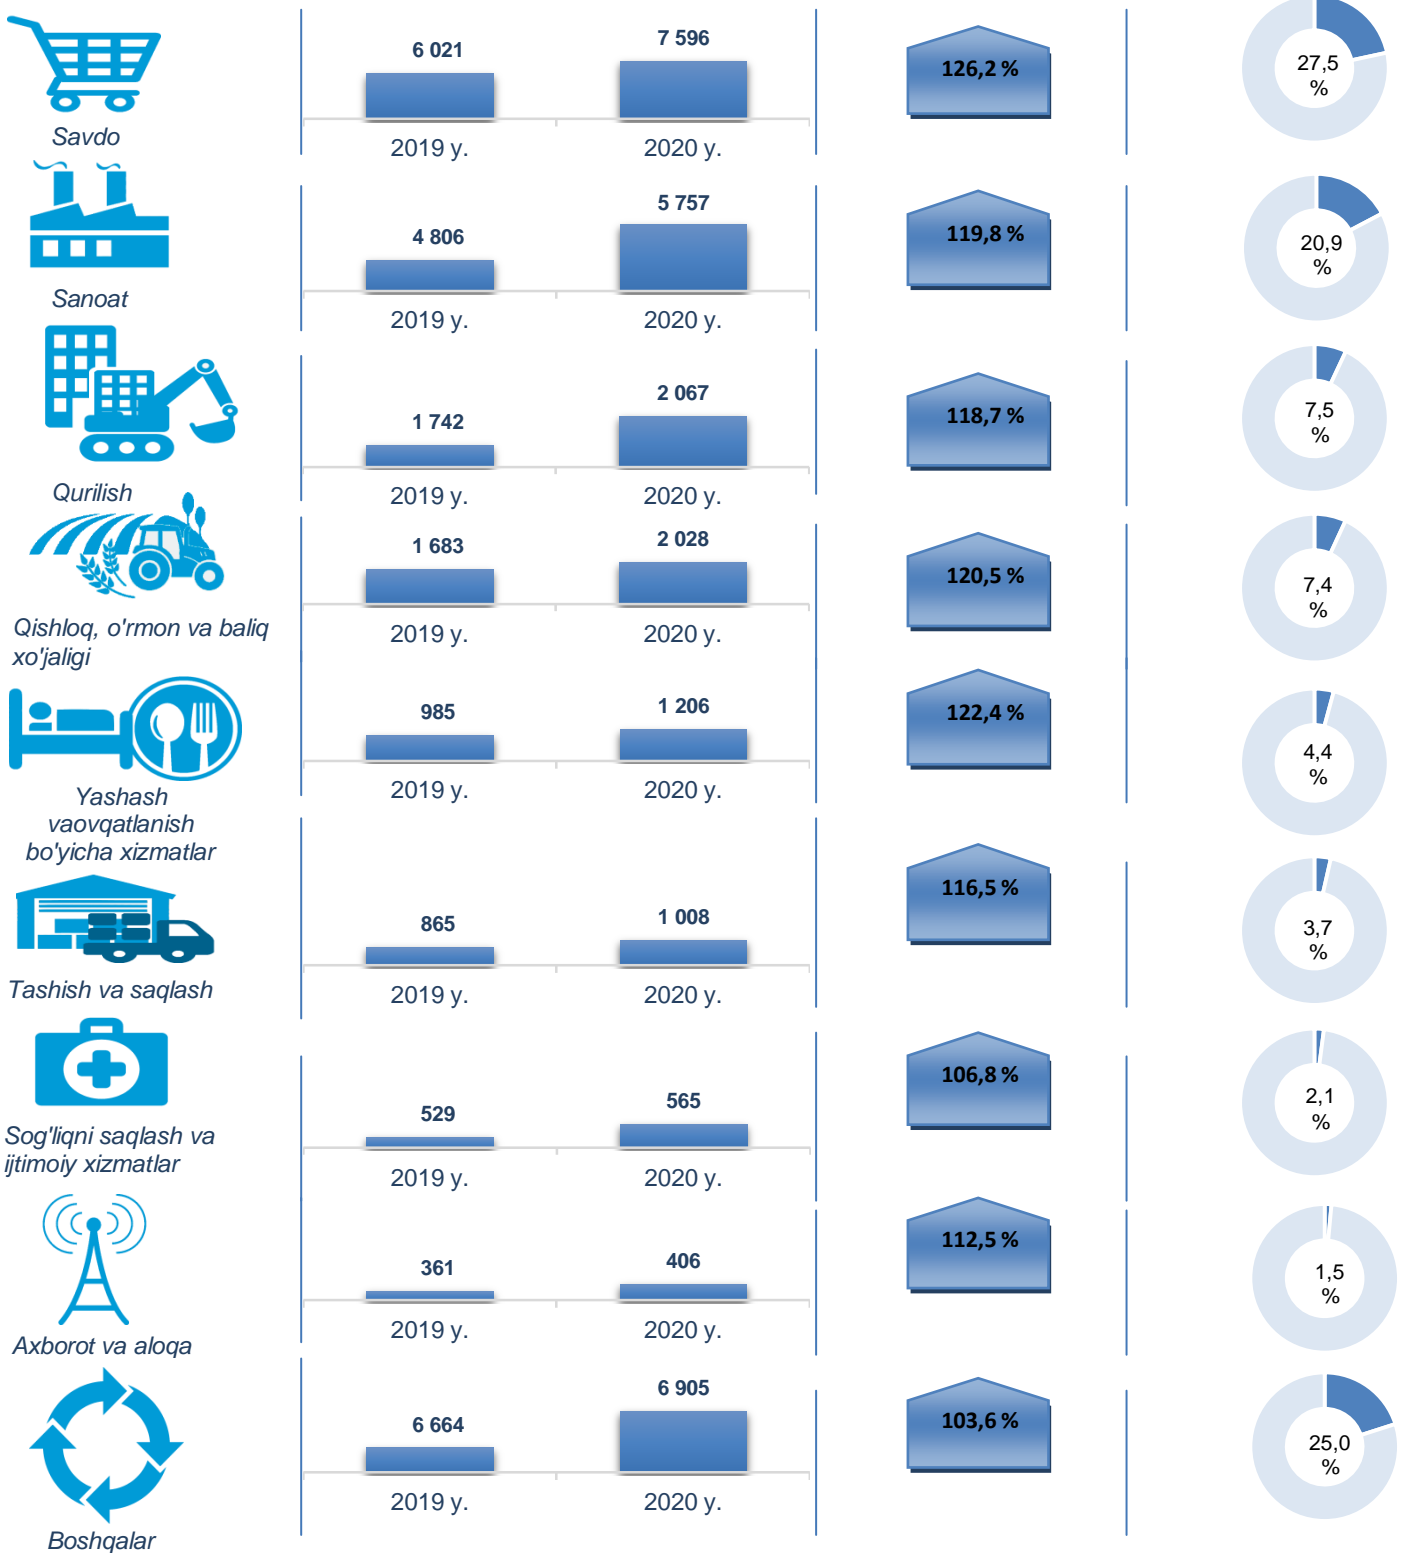 6 021
7 596
126,2 %
27,5
%
Savdo
2019 y.
2020 y.
4 806
5 757
119,8 %
20,9
%
Sanoat
2019 y.
2020 y.
1 742
2 067
118,7 %
7,5
%
Qurilish
2019 y.
2020 y.
1 683
2 028
120,5 %
7,4
%
Qishloq, o'rmon va baliq
xo'jaligi
2019 y.
2020 y.
985
1 206
122,4 %
4,4
%
Yashash
vaovqatlanish
bo'yicha xizmatlar
2019 y.
2020 y.
865
1 008
116,5 %
3,7
%
Tashish va saqlash
2019 y.
2020 y.
529
565
106,8 %
2,1
%
Sog'liqni saqlash va
ijtimoiy xizmatlar
2019 y.
2020 y.
361
406
112,5 %
1,5
%
Axborot va aloqa
2019 y.
2020 y.
6 664
6 905
103,6 %
25,0
%
Boshqalar
2019 y.
2020 y.